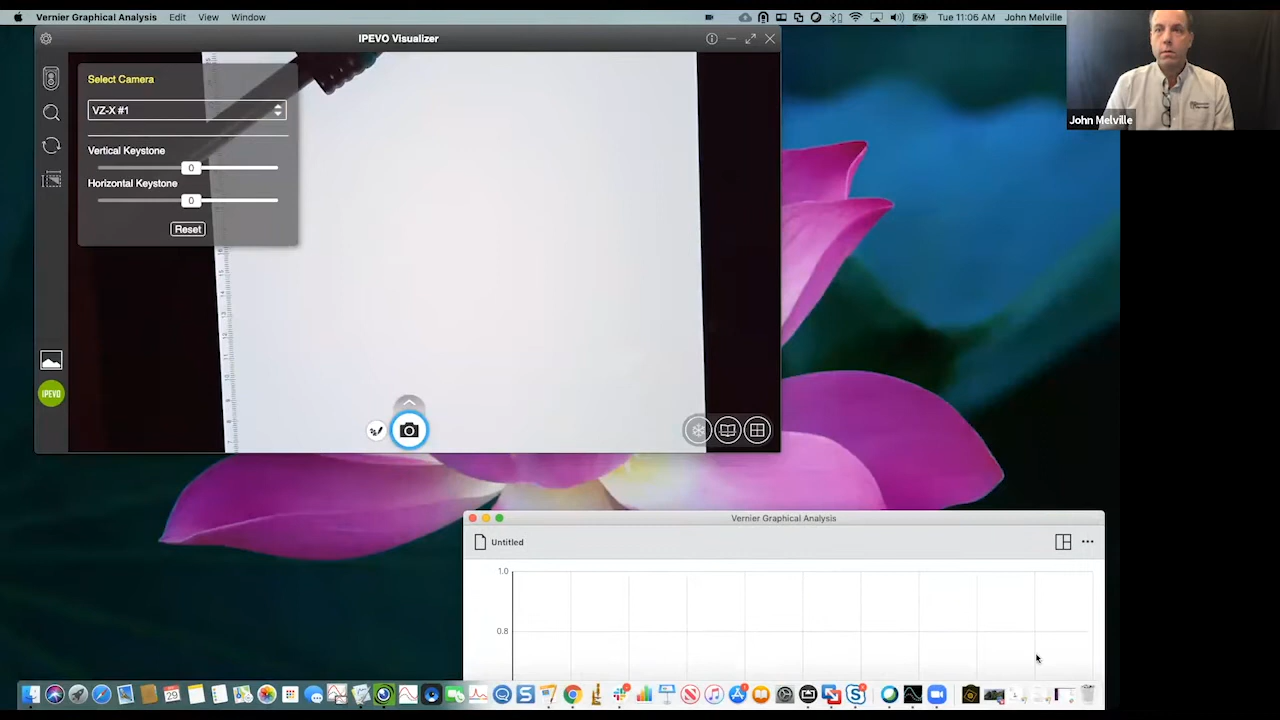 Vernier Graphical Analysis Edit View Window
Tue 11:06 AM John Melville
IPEVO Visualizer
Select Camera
VZ-X #1
Vertical Keystone
0
Horizontal Keystone
0
Reset
IPEVO
John Melville
Vernier Graphical Analysis
Untitled
1.0
0.8
29